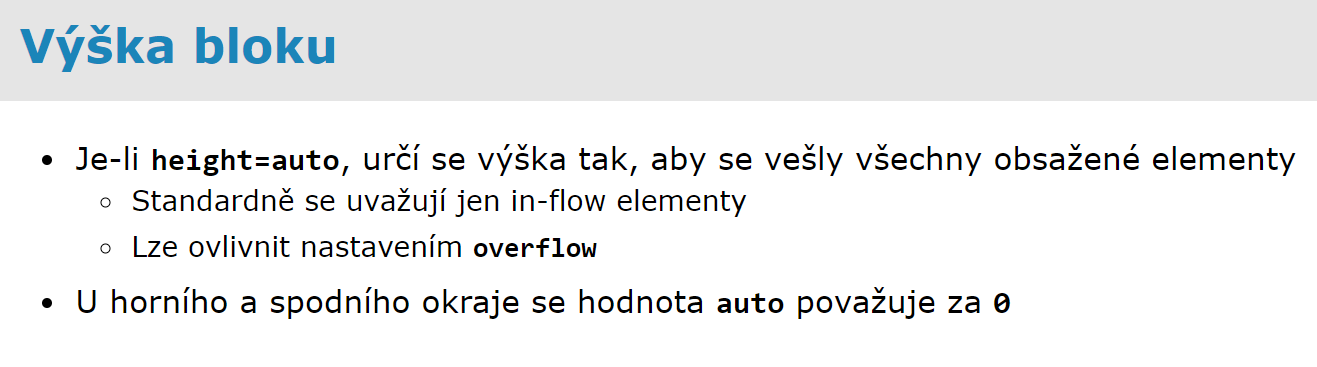 Výška bloku
Je-li height=auto, určí se výška tak, aby se vešly všechny obsažené elementy
Standardně se uvažují jen in-flow elementy
Lze ovlivnit nastavením overflow
U horního a spodního okraje se hodnota auto považuje za 0